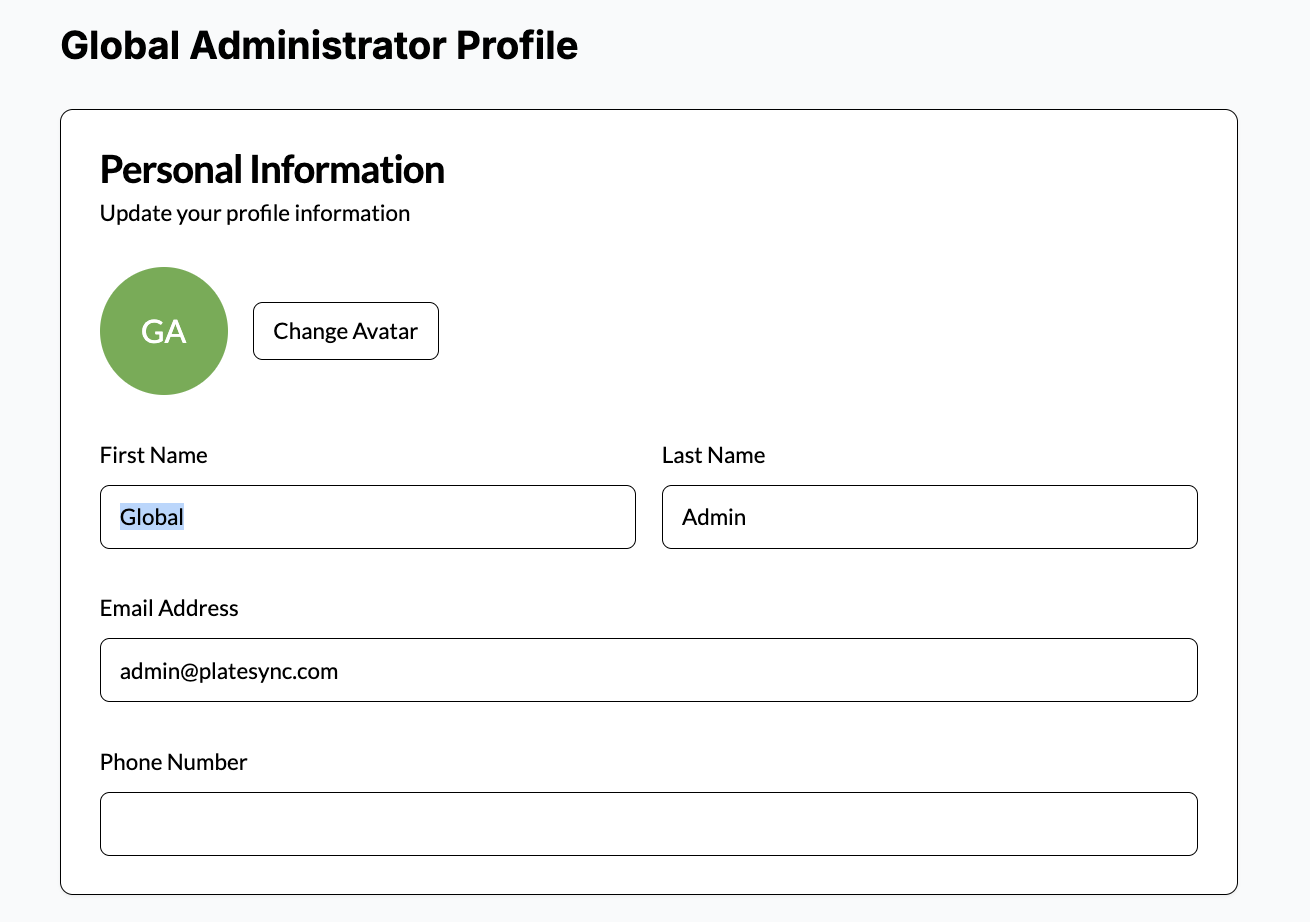 Global Administrator Profile
Personal Information
Update your profile information
GA
Change Avatar
First Name
Last Name
Global
Admin
Email Address
admin@platesync.com
Phone Number